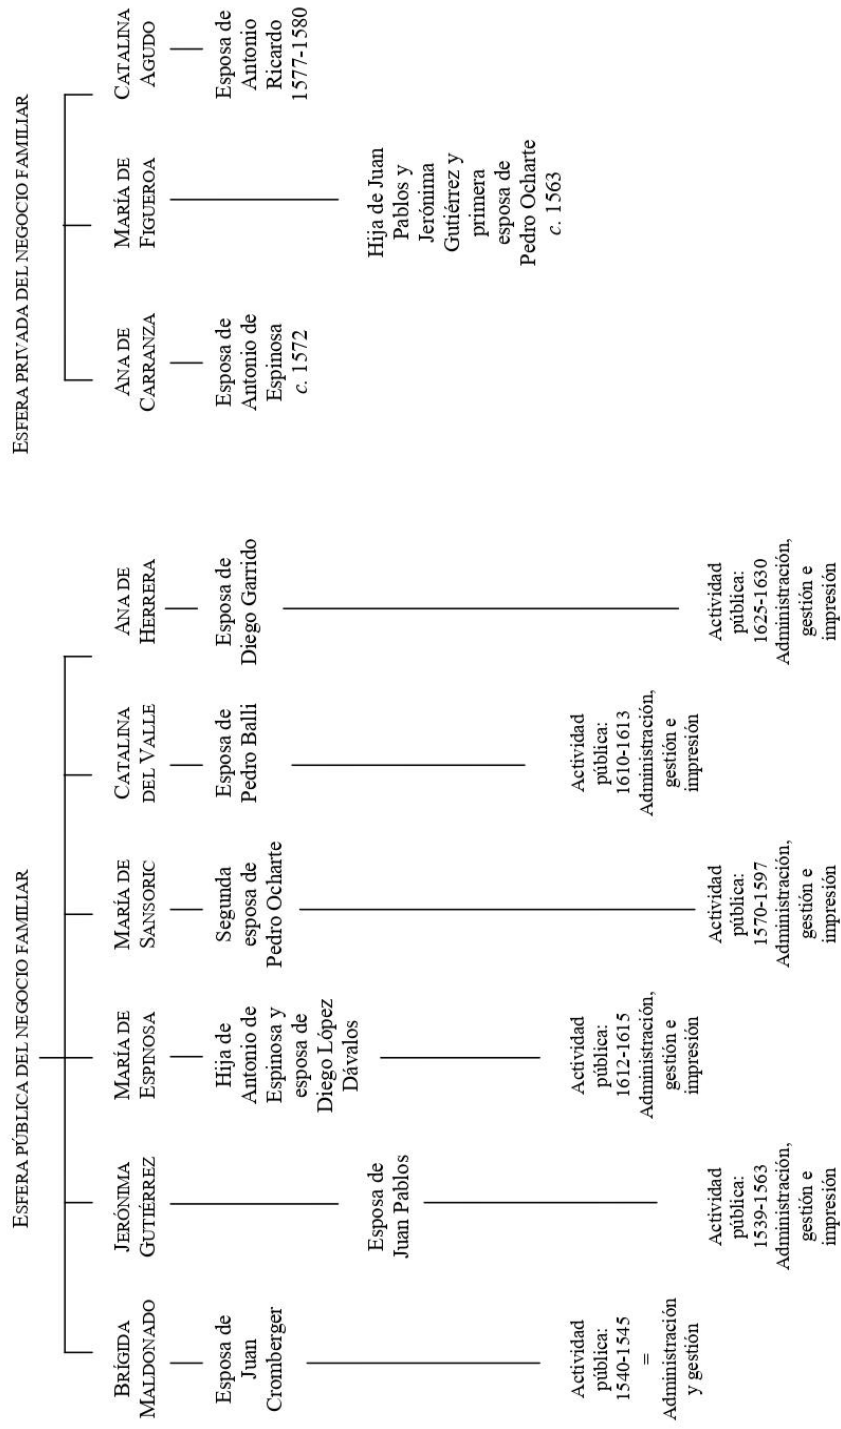 ESFERA PÚBLICA DEL NEGOCIO FAMILIAR
BRÍGIDA
MALDONADO
Esposa de
Juan
Cromberger
Actividad
pública:
1540-1545
=
Administración
y gestión
JERÓNIMA
GUTIÉRREZ
Esposa de
Juan Pablos
Actividad
pública:
1539-1563
Administración,
gestión e
impresión
MARÍA DE
ESPINOSA
Hija de
Antonio de
Espinosa y
esposa de
Diego López
Dávalos
Actividad
pública:
1612-1615
Administración,
gestión e
impresión
MARÍA DE
SANSORIC
Segunda
esposa de
Pedro Ocharte
Actividad
pública:
1570-1597
Administración,
gestión e
impresión
CATALINA
DEL VALLE
Esposa de
Pedro Balli
Actividad
pública:
1610-1613
Administración,
gestión e
impresión
ANA DE
HERRERA
Esposa de
Diego Garrido
Actividad
pública:
1625-1630
Administración,
gestión e
impresión
ESFERA PRIVADA DEL NEGOCIO FAMILIAR
ANA DE
CARRANZA
Esposa de
Antonio de
Espinosa
c. 1572
MARÍA DE
FIGUEROA
Hija de Juan
Pablos y
Jerónima
Gutiérrez y
primera
esposa de
Pedro Ocharte
c. 1563
CATALINA
AGUDO
Esposa de
Antonio
Ricardo
1577-1580